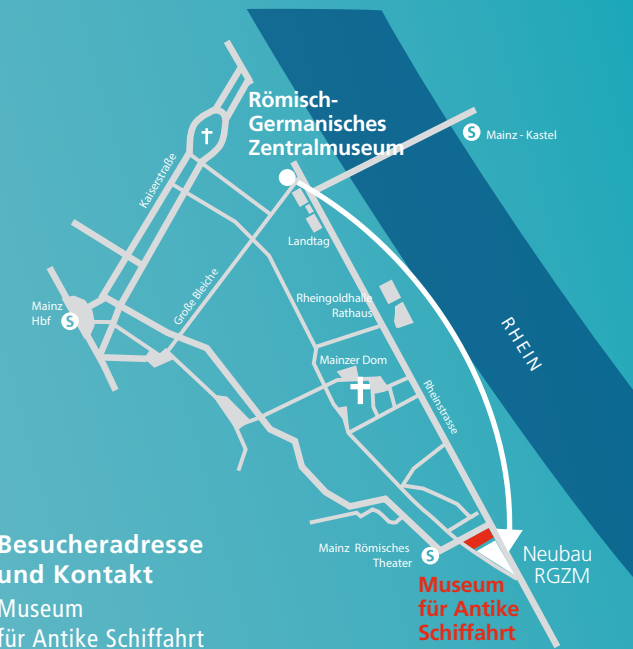 Römisch-
Germanisches
Zentralmuseum
S Mainz - Kastel
Kaiserstraße
Landtag
Große Bleiche
Mainz
Hbf S
Rheingoldhalle
Rathaus
RHEIN
Mainzer Dom
Rheinstrasse
Mainz Römisches
Theater S
Neubau
RGZM
Museum
für Antike
Schiffahrt
Besucheradresse
und Kontakt
Museum
für Antike Schiffahrt